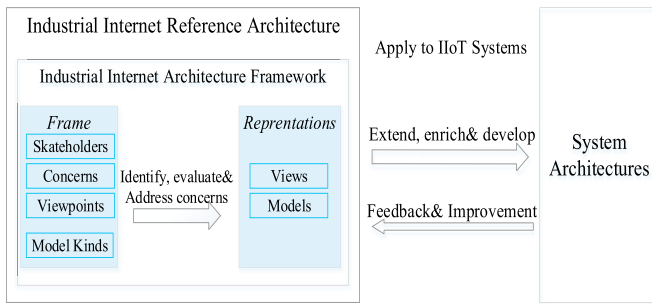 Industrial Internet Reference Architecture
Industrial Internet Architecture Framework
Frame
Skateholders
Concerns
Viewpoints
Model Kinds
Identify, evaluate&
Address concerns
Reprentations
Views
Models
Apply to IIoT Systems
Extend, enrich& develop
Feedback& Improvement
System
Architectures